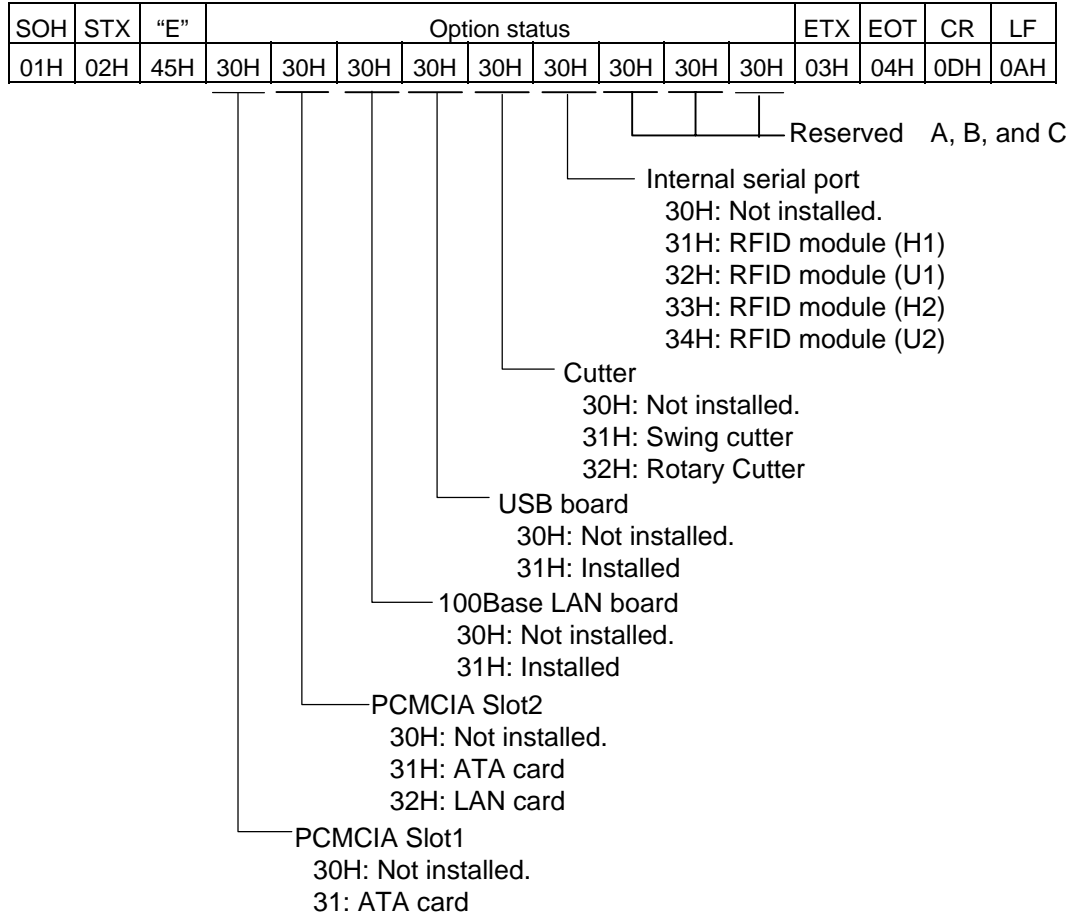 SOH STX “E” Option status ETX EOT CR LF
01H 02H 45H 30H 30H 30H 30H 30H 30H 30H 30H 30H 03H 04H 0DH 0AH
Reserved A, B, and C
Internal serial port
30H: Not installed.
31H: RFID module (H1)
32H: RFID module (U1)
33H: RFID module (H2)
34H: RFID module (U2)
Cutter
30H: Not installed.
31H: Swing cutter
32H: Rotary Cutter
USB board
30H: Not installed.
31H: Installed
100Base LAN board
30H: Not installed.
31H: Installed
PCMCIA Slot2
30H: Not installed.
31H: ATA card
32H: LAN card
PCMCIA Slot1
30H: Not installed.
31: ATA card